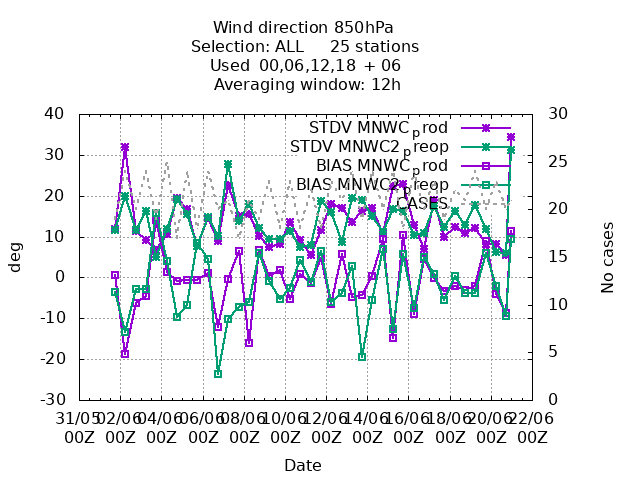 Wind direction 850hPa
Selection: ALL     25 stations
Used  00,06,12,18 + 06
Averaging window: 12h
40 30 20 10 0 -10 -20 -30
deg
STDV MNWC_prod
STDV MNWC2_preop
BIAS MNWC_prod
BIAS MNWC2_preop
CASES
30 25 20 15 10 5 0
No cases
31/05 02/06 04/06 06/06 08/06 10/06 12/06 14/06 16/06 18/06 20/06 22/06
00Z 00Z 00Z 00Z 00Z 00Z 00Z 00Z 00Z 00Z 00Z 00Z
Date